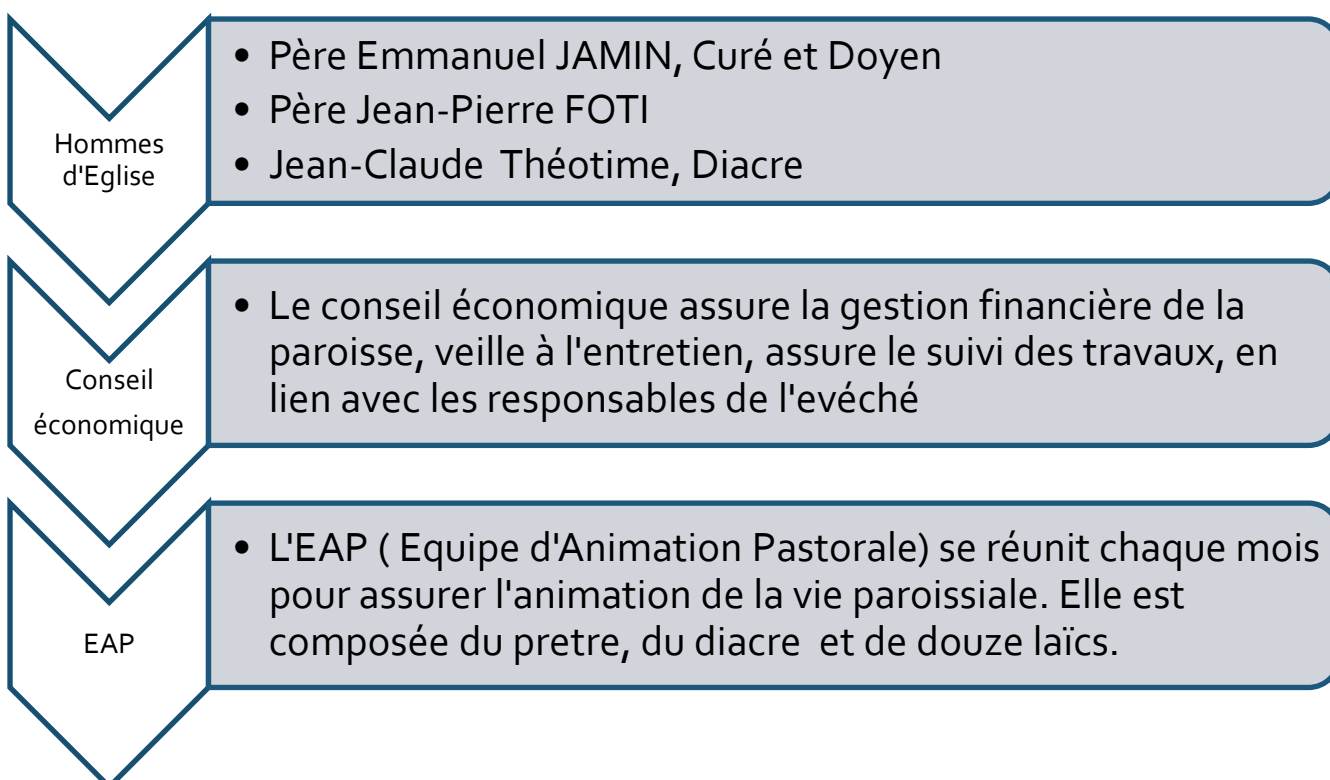 Hommes
d'Eglise
• Père Emmanuel JAMIN, Curé et Doyen
• Père Jean-Pierre FOTI
• Jean-Claude Théotime, Diacre
Conseil
économique
• Le conseil économique assure la gestion financière de la
paroisse, veille à l'entretien, assure le suivi des travaux, en
lien avec les responsables de l'evéché
EAP
• L'EAP ( Equipe d'Animation Pastorale) se réunit chaque mois
pour assurer l'animation de la vie paroissiale. Elle est
composée du pretre, du diacre et de douze laïcs.